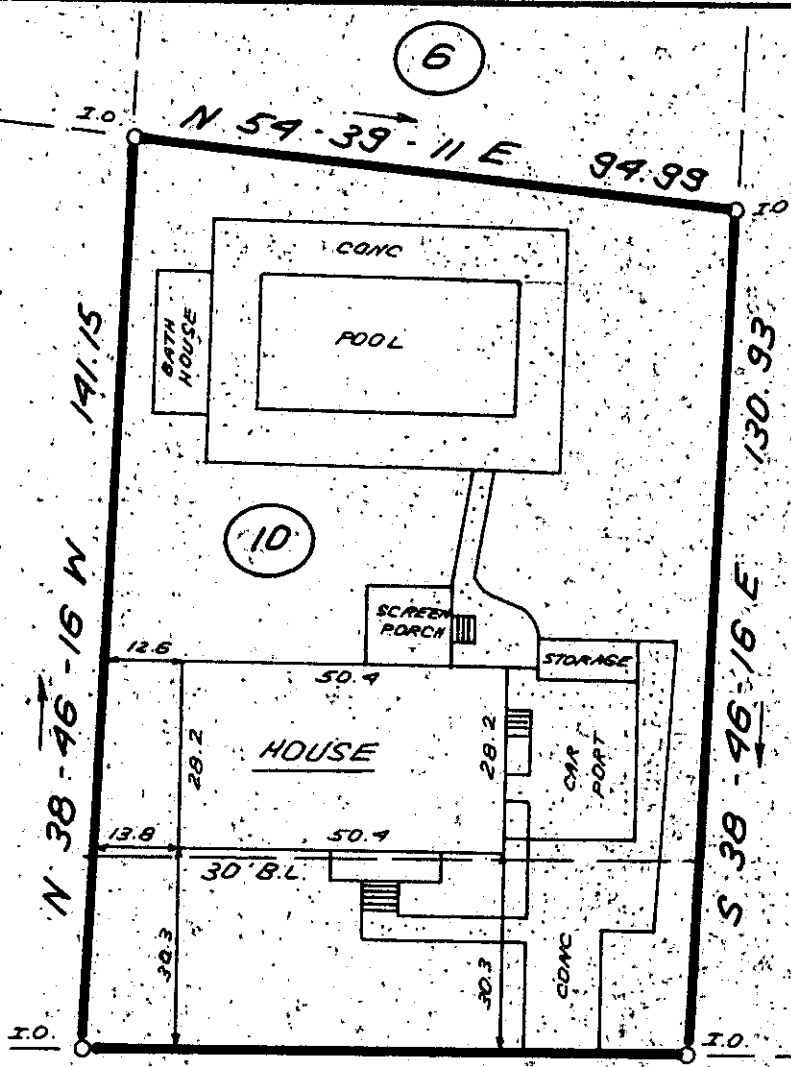 6
I.O.
N 54-39-11 E 94.99
I.O
CONC
POOL
BATH
HOUSE
141.15
130.93
10
SCREEN
PORCH
12.6
50.4
STORAGE
28.2
HOUSE
28.2
CAR
PORT
N 38-46-16 W
S 38-46-16 E
13.8
50.4
30' B.L.
30.3
30.3
CONC
I.O.
I.O.